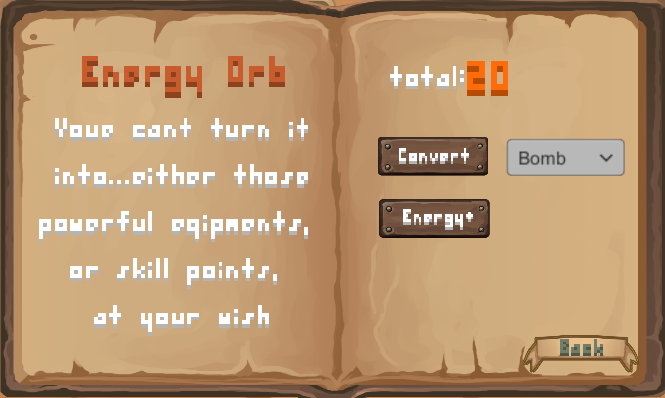 Energy Orb
Youe cant turn it
into...either those
powerful eqipments,
or skill points,
at your wish
total:20
Convert
Bomb
Energy+
Book